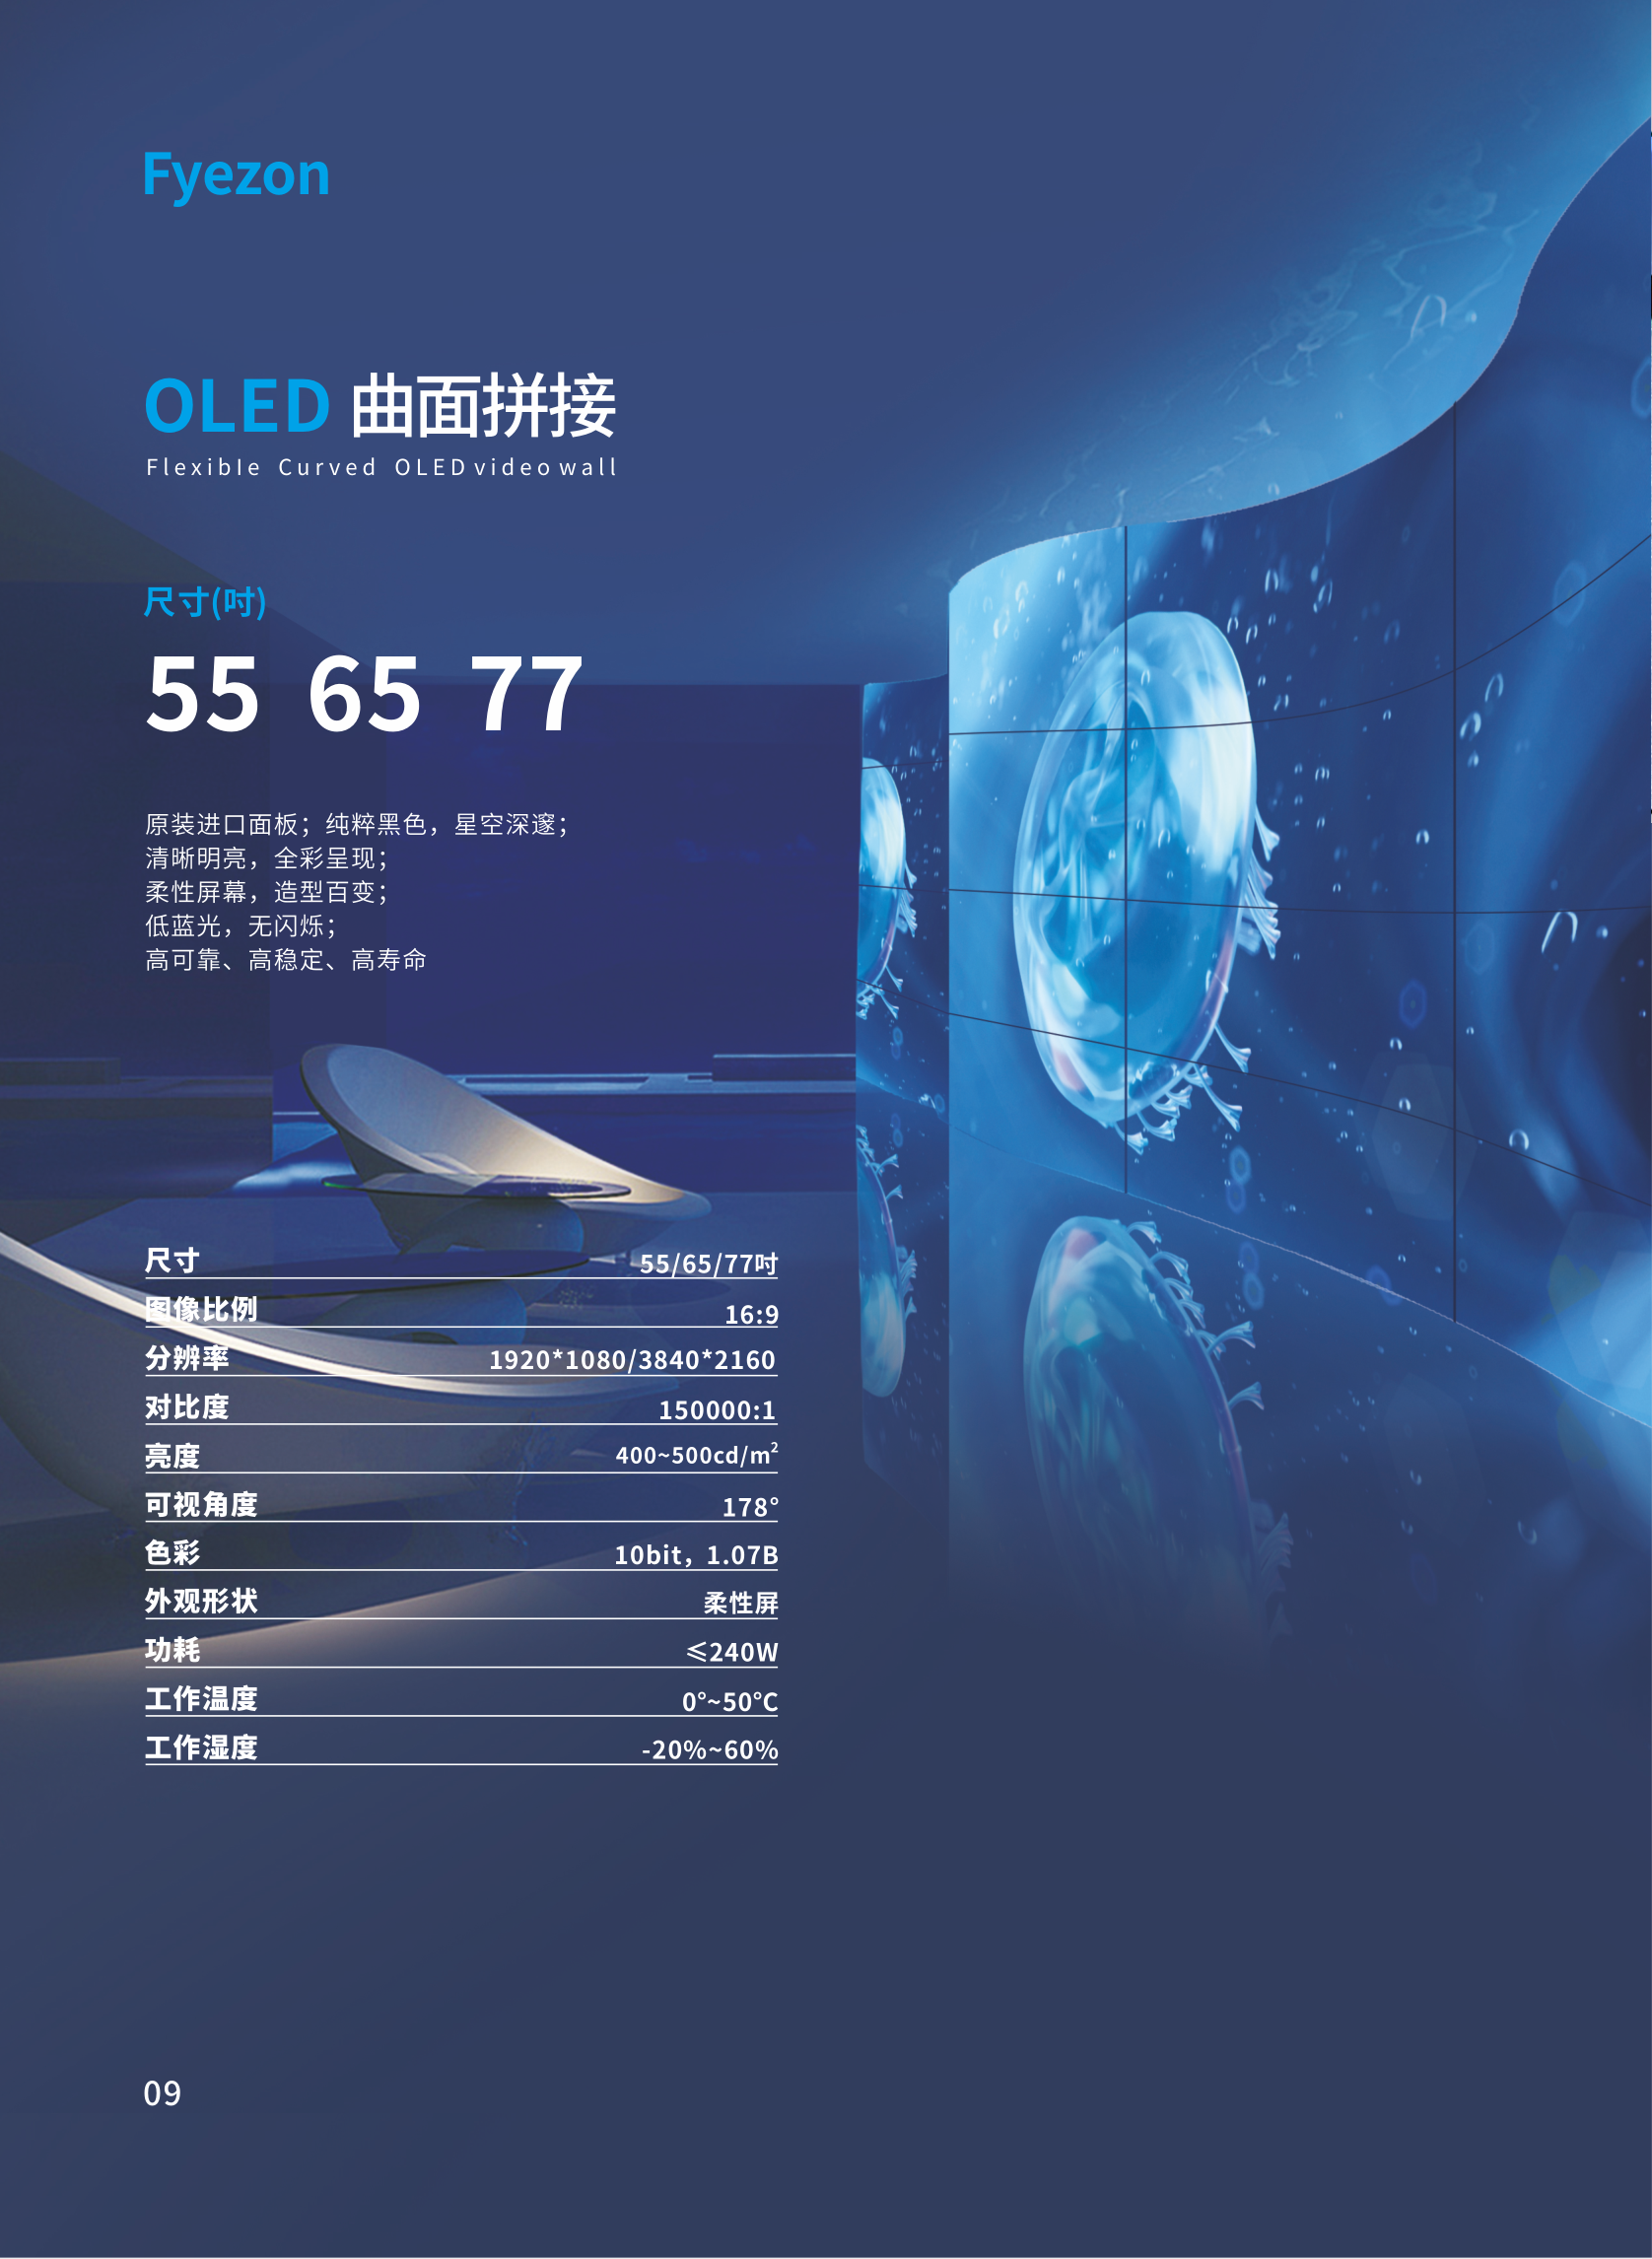 Fyezon
OLED 曲面拼接
Flexible Curved OLED video wall
尺寸(吋)
55 65 77
原装进口面板；纯粹黑色，星空深邃；
清晰明亮，全彩呈现；
柔性屏幕，造型百变；
低蓝光，无闪烁；
高可靠、高稳定、高寿命
尺寸 55/65/77吋
图像比例 16:9
分辨率 1920*1080/3840*2160
对比度 150000:1
亮度 400~500cd/m²
可视角度 178°
色彩 10bit，1.07B
外观形状 柔性屏
功耗 ≤240W
工作温度 0°~50°C
工作湿度 -20%~60%
09